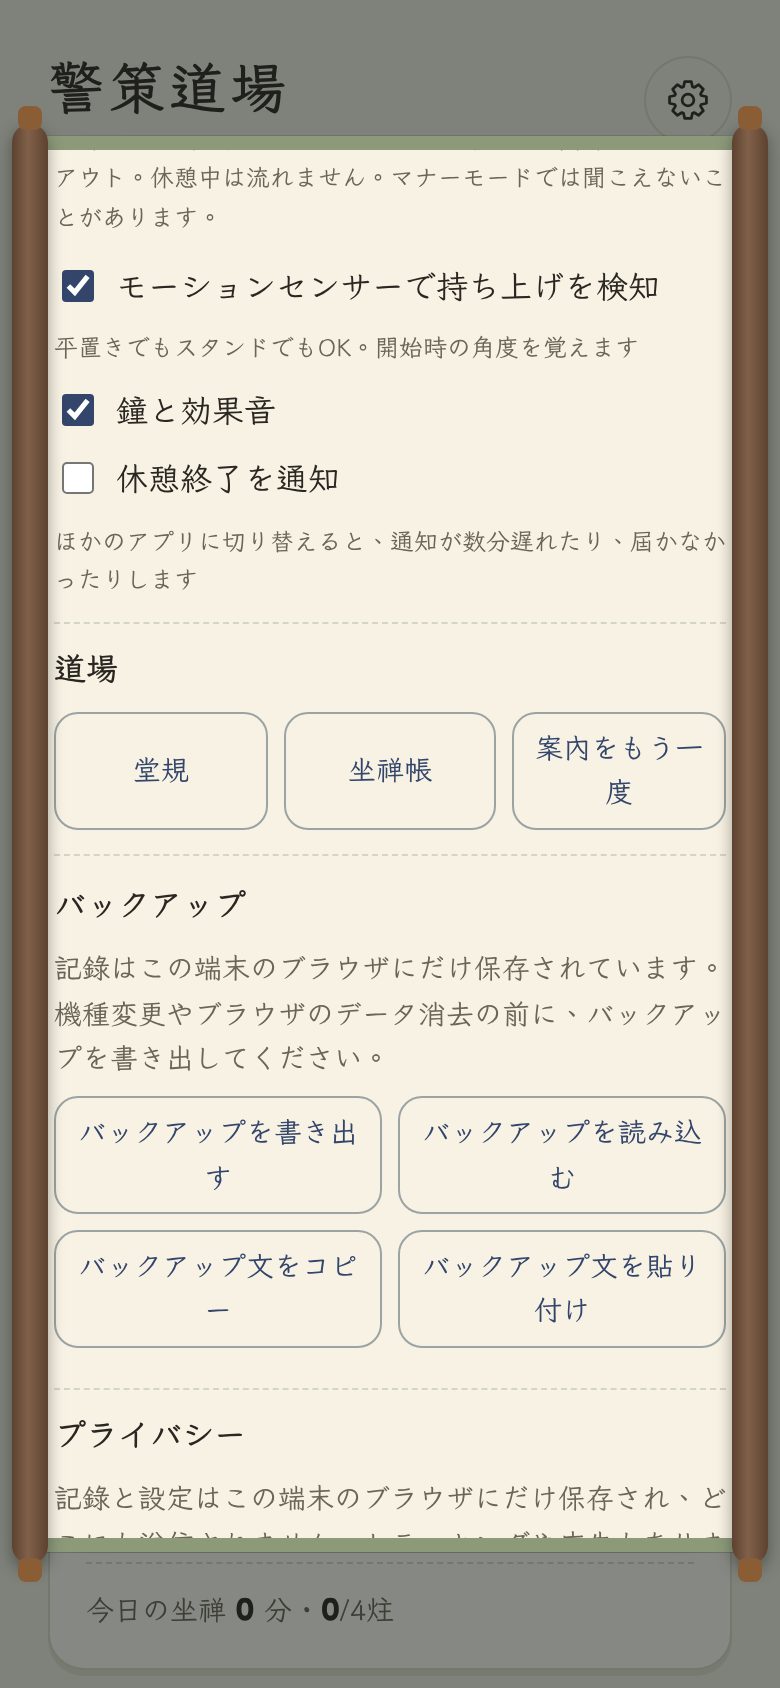 警策道場
アウト。休憩中は流れません。マナーモードでは聞こえないこ
とがあります。
モーションセンサーで持ち上げを検知
平置きでもスタンドでもOK。開始時の角度を覚えます
鐘と効果音
休憩終了を通知
ほかのアプリに切り替えると、通知が数分遅れたり、届かなか
ったりします
道場
堂規
坐禅帳
案内をもう一
度
バックアップ
記録はこの端末のブラウザにだけ保存されています。
機種変更やブラウザのデータ消去の前に、バックアッ
プを書き出してください。
バックアップを書き出
す
バックアップを読み込
む
バックアップ文をコピ
ー
バックアップ文を貼り
付け
プライバシー
記録と設定はこの端末のブラウザにだけ保存され、ど
今日の坐禅 0 分・0/4炷